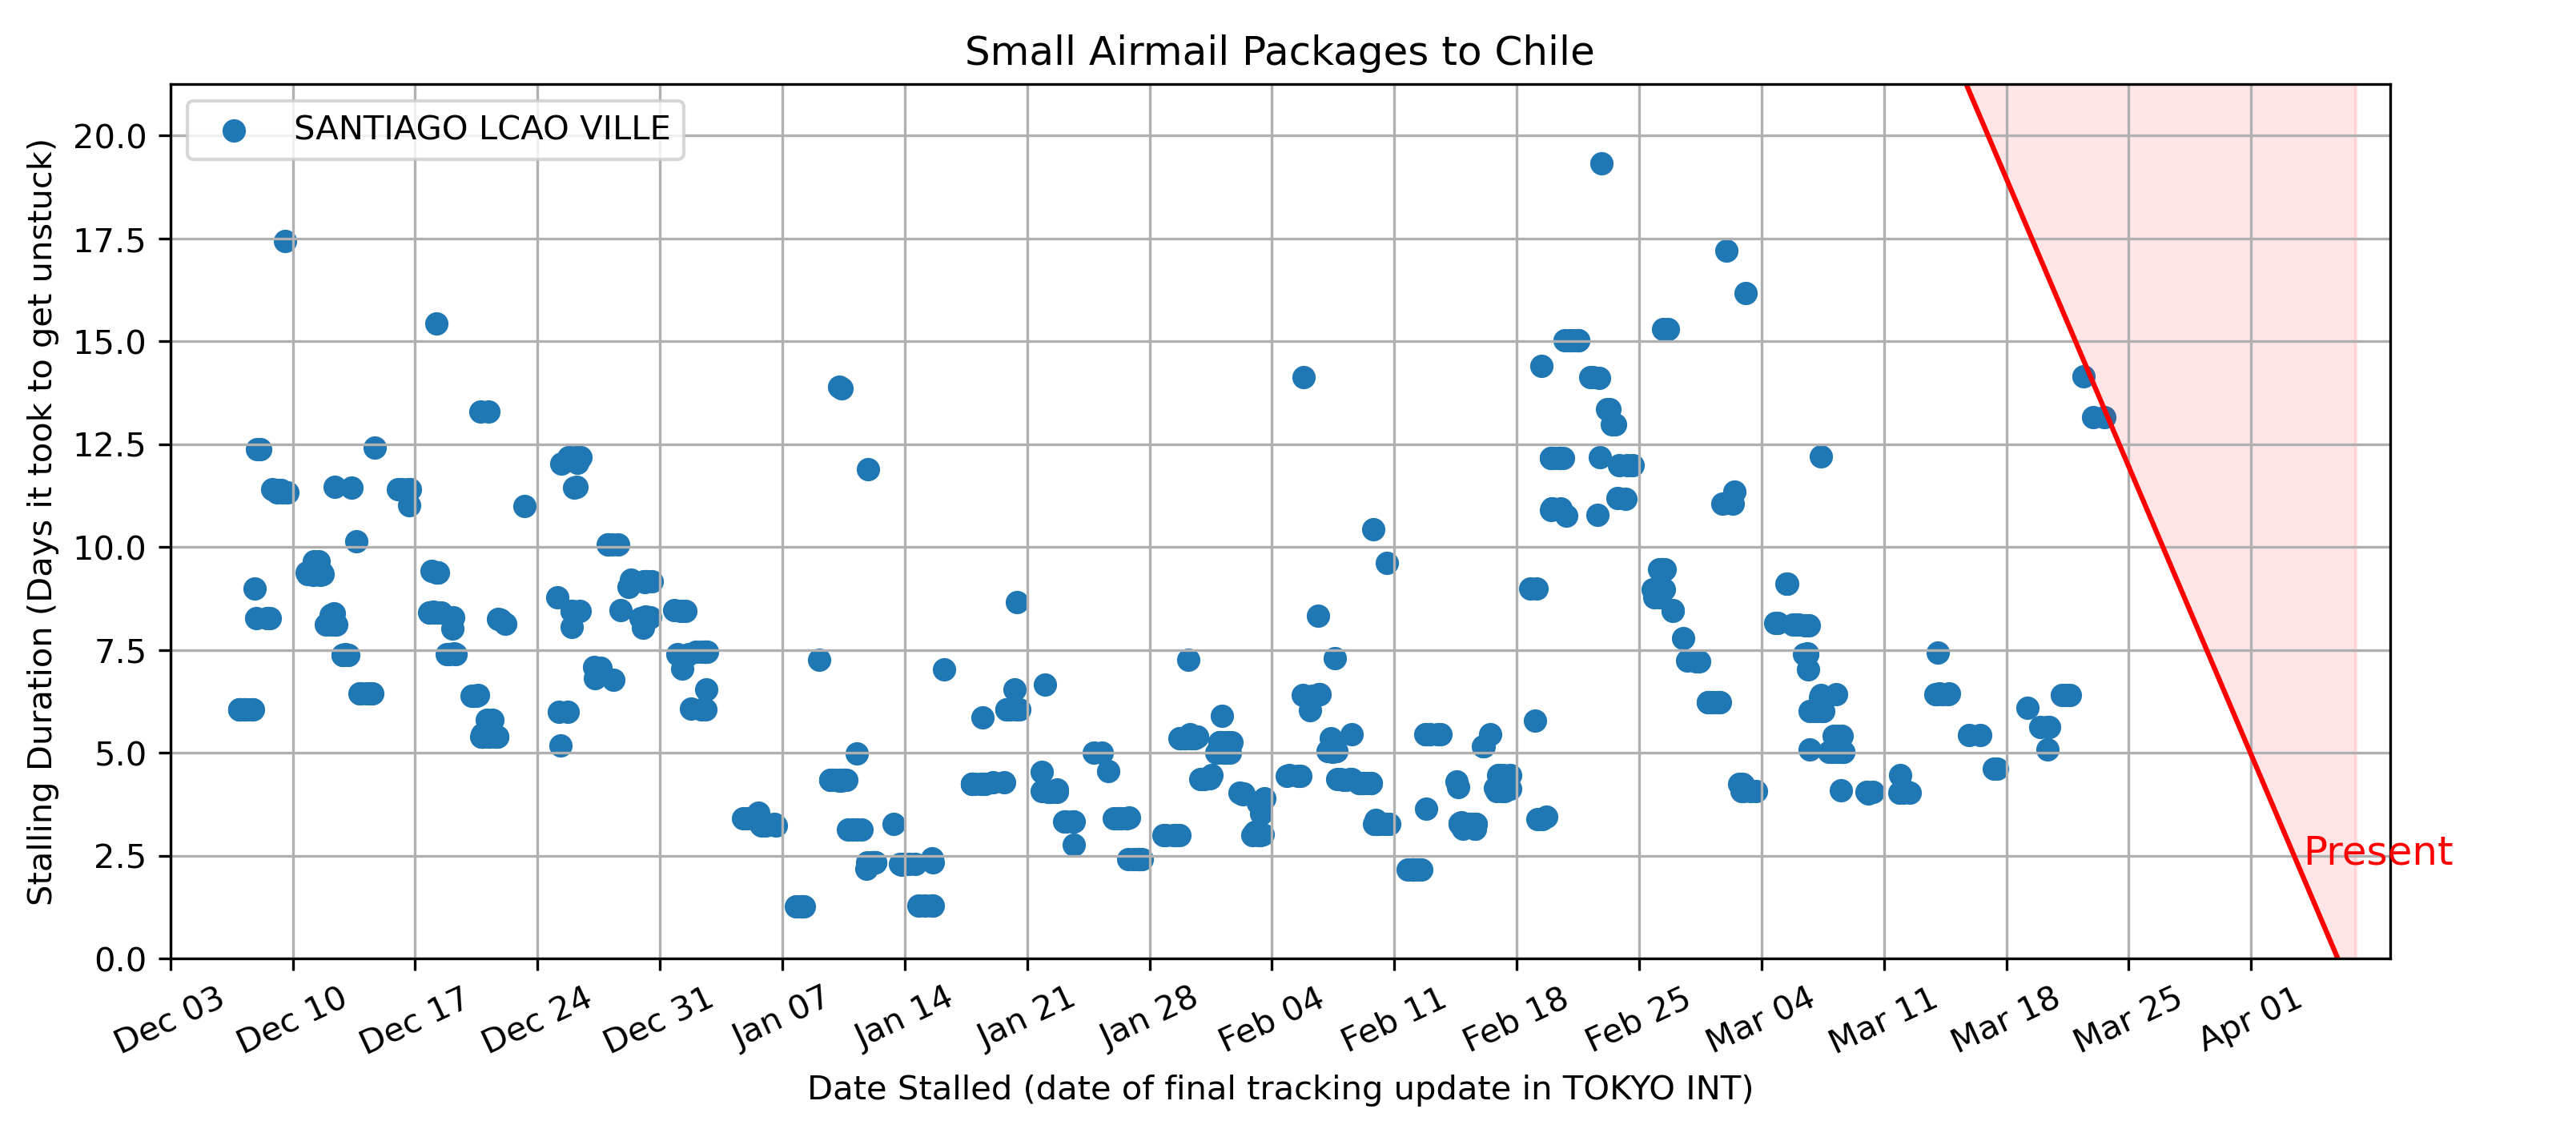 Small Airmail Packages to Chile
SANTIAGO LCAO VILLE
Stalling Duration (Days it took to get unstuck)
20.0
17.5
15.0
12.5
10.0
7.5
5.0
2.5
0.0
Present
Dec 03
Dec 10
Dec 17
Dec 24
Dec 31
Jan 07
Jan 14
Jan 21
Jan 28
Feb 04
Feb 11
Feb 18
Feb 25
Mar 04
Mar 11
Mar 18
Mar 25
Apr 01
Date Stalled (date of final tracking update in TOKYO INT)